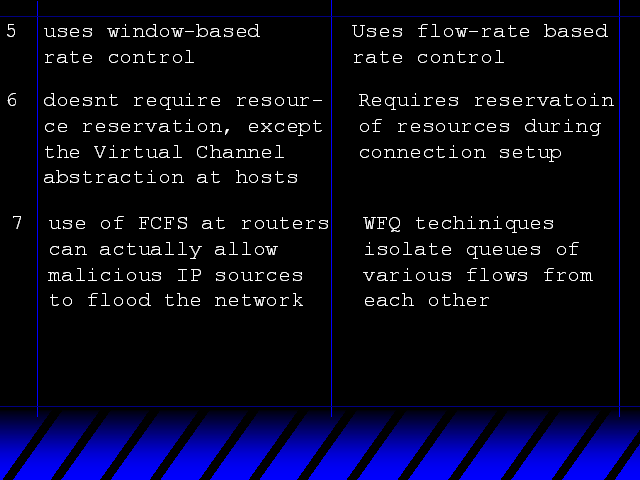 5 uses window-based Uses flow-rate based
rate control rate control
6 doesnt require resour- Requires reservatoin
ce reservation, except of resources during
the Virtual Channel connection setup
abstraction at hosts
7 use of FCFS at routers WFQ techiniques
can actually allow isolate queues of
malicious IP sources various flows from
to flood the network each other